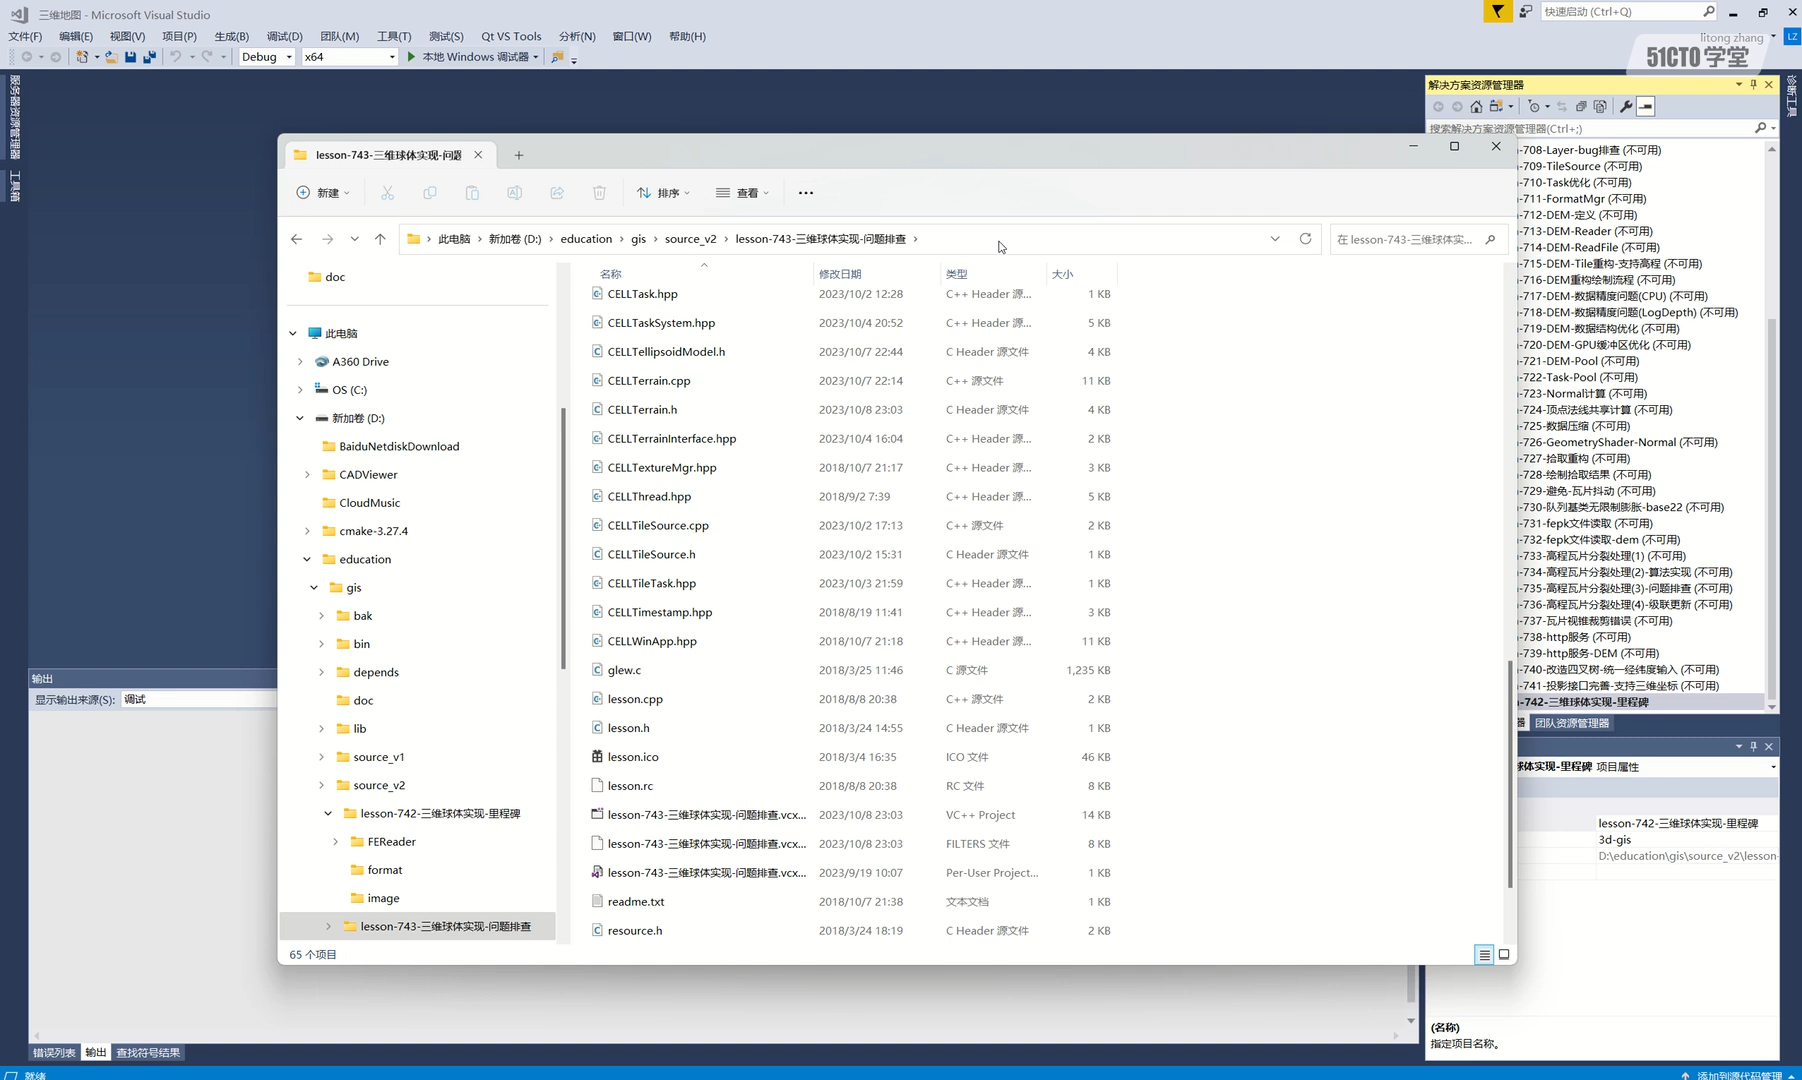 三维地图 - Microsoft Visual Studio
快速启动 (Ctrl+Q)
文件(F) 编辑(E) 视图(V) 项目(P) 生成(B) 调试(D) 团队(M) 工具(T) 测试(S) Qt VS Tools 分析(N) 窗口(W) 帮助(H)
litong zhang
LZ
51CTO学堂
Debug x64 本地 Windows 调试器
服务器资源管理器
工具箱
诊断工具
解决方案资源管理器
搜索解决方案资源管理器(Ctrl+;)
-708-Layer-bug排查 (不可用)
-709-TileSource (不可用)
-710-Task优化 (不可用)
-711-FormatMgr (不可用)
-712-DEM-定义 (不可用)
-713-DEM-Reader (不可用)
-714-DEM-ReadFile (不可用)
-715-DEM-Tile重构-支持高程 (不可用)
-716-DEM重构绘制流程 (不可用)
-717-DEM-数据精度问题(CPU) (不可用)
-718-DEM-数据精度问题(LogDepth) (不可用)
-719-DEM-数据结构优化 (不可用)
-720-DEM-GPU缓冲区优化 (不可用)
-721-DEM-Pool (不可用)
-722-Task-Pool (不可用)
-723-Normal计算 (不可用)
-724-顶点法线共享计算 (不可用)
-725-数据压缩 (不可用)
-726-GeometryShader-Normal (不可用)
-727-拾取重构 (不可用)
-728-绘制拾取结果 (不可用)
-729-避免-瓦片抖动 (不可用)
-730-队列基类无限制膨胀-base22 (不可用)
-731-fepk文件读取 (不可用)
-732-fepk文件读取-dem (不可用)
-733-高程瓦片分裂处理(1) (不可用)
-734-高程瓦片分裂处理(2)-算法实现 (不可用)
-735-高程瓦片分裂处理(3)-问题排查 (不可用)
-736-高程瓦片分裂处理(4)-级联更新 (不可用)
-737-瓦片视锥裁剪错误 (不可用)
-738-http服务 (不可用)
-739-http服务-DEM (不可用)
-740-改造四叉树-统一经纬度输入 (不可用)
-741-投影接口完善-支持三维坐标 (不可用)
-742-三维球体实现-里程碑
器 团队资源管理器
体实现-里程碑 项目属性
lesson-742-三维球体实现-里程碑
3d-gis
D:\education\gis\source_v2\lesson-
(名称)
指定项目名称。
lesson-743-三维球体实现-问题
新建 排序 查看
此电脑 新加卷 (D:) education gis source_v2 lesson-743-三维球体实现-问题排查
在 lesson-743-三维球体实...
doc
此电脑
A360 Drive
OS (C:)
新加卷 (D:)
BaiduNetdiskDownload
CADViewer
CloudMusic
cmake-3.27.4
education
gis
bak
bin
depends
doc
lib
source_v1
source_v2
lesson-742-三维球体实现-里程碑
FEReader
format
image
lesson-743-三维球体实现-问题排查
名称 修改日期 类型 大小
CELLTask.hpp 2023/10/2 12:28 C++ Header 源... 1 KB
CELLTaskSystem.hpp 2023/10/4 20:52 C++ Header 源... 5 KB
CELLTellipsoidModel.h 2023/10/7 22:44 C Header 源文件 4 KB
CELLTerrain.cpp 2023/10/7 22:14 C++ 源文件 11 KB
CELLTerrain.h 2023/10/8 23:03 C Header 源文件 4 KB
CELLTerrainInterface.hpp 2023/10/4 16:04 C++ Header 源... 2 KB
CELLTextureMgr.hpp 2018/10/7 21:17 C++ Header 源... 3 KB
CELLThread.hpp 2018/9/2 7:39 C++ Header 源... 5 KB
CELLTileSource.cpp 2023/10/2 17:13 C++ 源文件 2 KB
CELLTileSource.h 2023/10/2 15:31 C Header 源文件 1 KB
CELLTileTask.hpp 2023/10/3 21:59 C++ Header 源... 1 KB
CELLTimestamp.hpp 2018/8/19 11:41 C++ Header 源... 3 KB
CELLWinApp.hpp 2018/10/7 21:18 C++ Header 源... 11 KB
glew.c 2018/3/25 11:46 C 源文件 1,235 KB
lesson.cpp 2018/8/8 20:38 C++ 源文件 2 KB
lesson.h 2018/3/24 14:55 C Header 源文件 1 KB
lesson.ico 2018/3/4 16:35 ICO 文件 46 KB
lesson.rc 2018/8/8 20:38 RC 文件 8 KB
lesson-743-三维球体实现-问题排查.vcx... 2023/10/8 23:03 VC++ Project 14 KB
lesson-743-三维球体实现-问题排查.vcx... 2023/10/8 23:03 FILTERS 文件 8 KB
lesson-743-三维球体实现-问题排查.vcx... 2023/9/19 10:07 Per-User Project... 1 KB
readme.txt 2018/10/7 21:38 文本文档 1 KB
resource.h 2018/3/24 18:19 C Header 源文件 2 KB
65 个项目
输出
显示输出来源(S): 调试
错误列表 输出 查找符号结果
就绪
添加到源代码管理